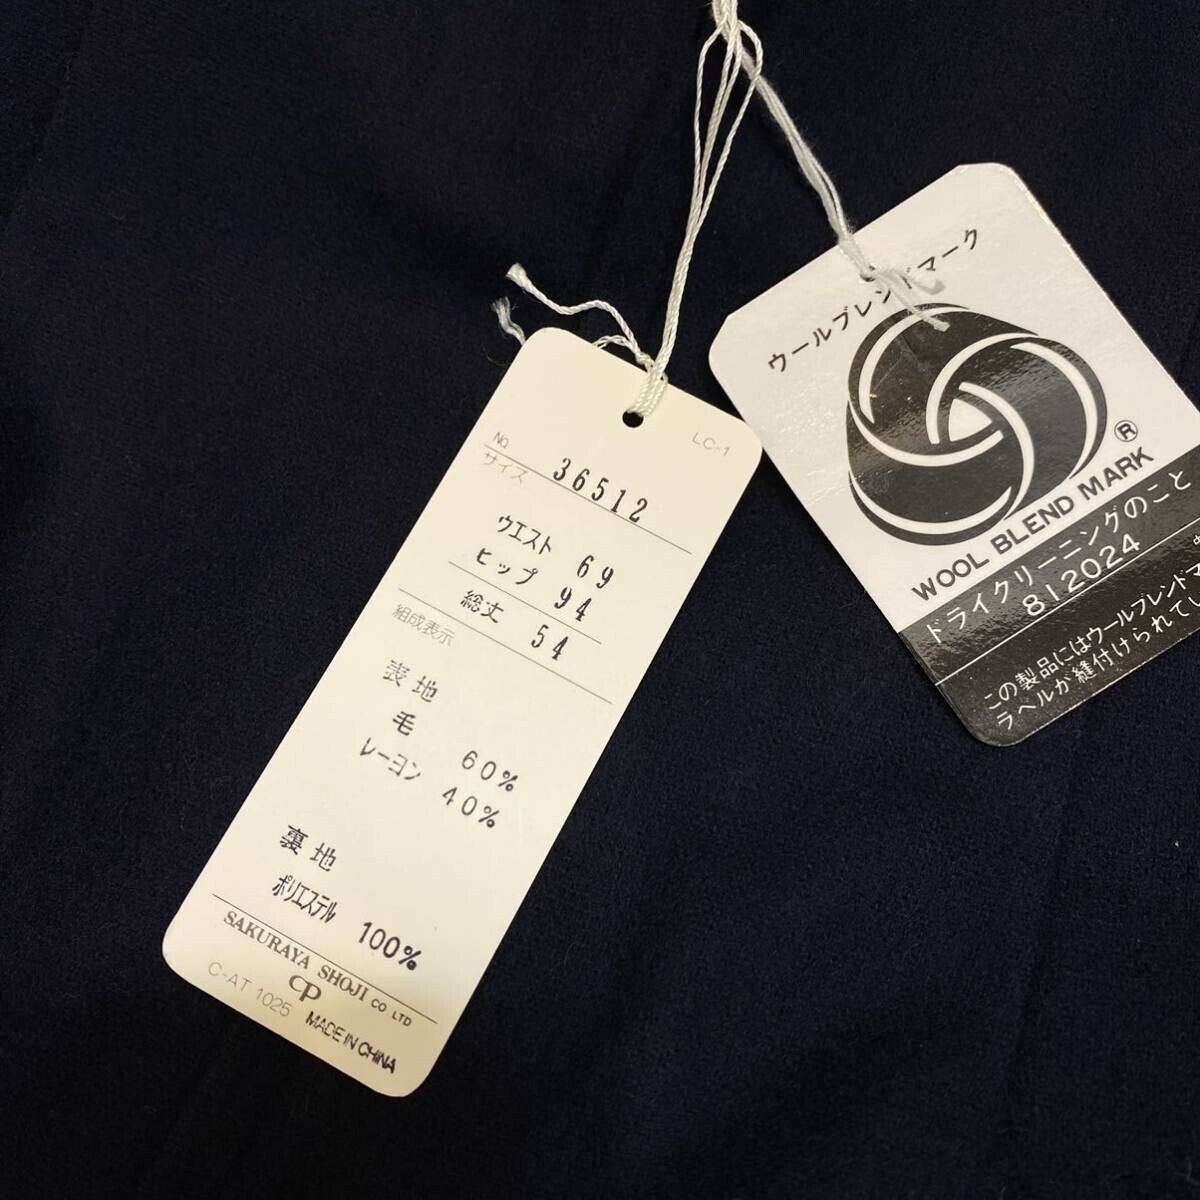 LC-1
No. 36512
サイズ
ウエスト 69
ヒップ 94
総丈 54
組成表示
表地
毛 60%
レーヨン 40%
裏地
ポリエステル 100%
SAKURAYA SHOJI CO LTD
CP
C-AT 1025 MADE IN CHINA
ウールブレンドマーク
®
WOOL BLEND MARK
ドライクリーニングのこと
812024
この製品にはウールブレンドマ
ラベルが縫付けられてい